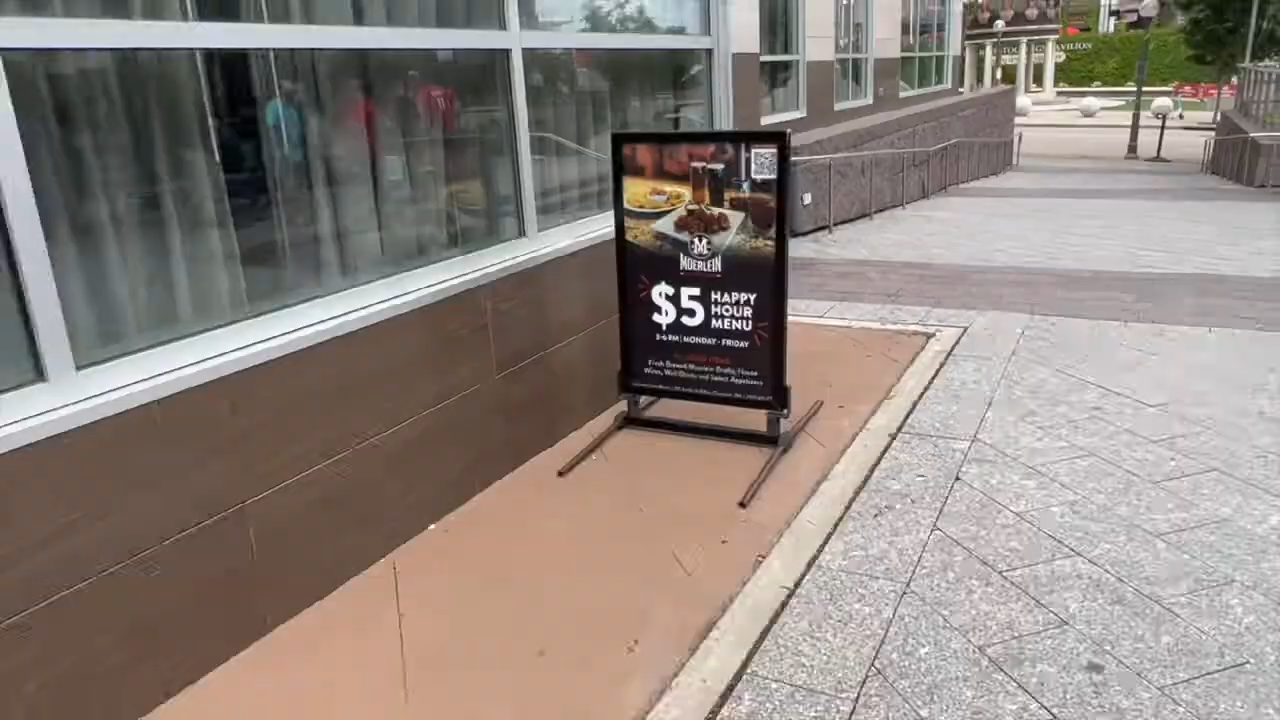 M
MOERLEIN
$5 HAPPY
HOUR
MENU
3-6 PM | MONDAY - FRIDAY
Fresh Brewed Moerlein Drafts, House
Wines, Well Drinks and Select Appetizers
PAVILION